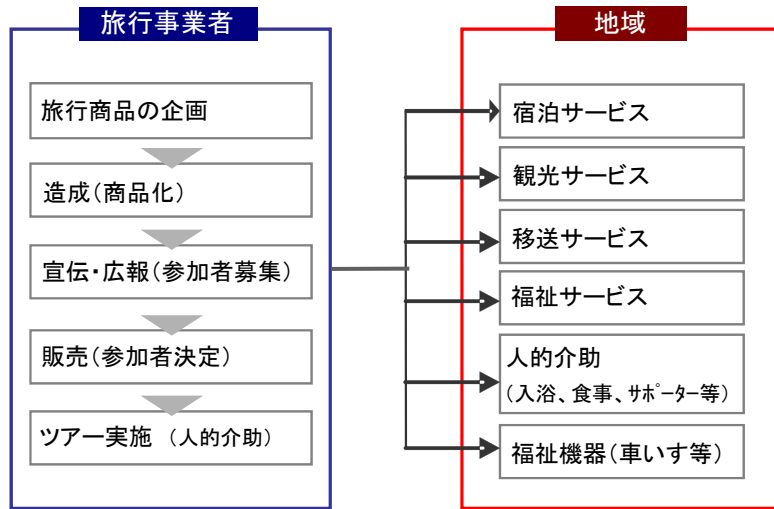 旅行事業者
旅行商品の企画
造成(商品化)
宣伝・広報(参加者募集)
販売(参加者決定)
ツアー実施 (人的介助)
地域
宿泊サービス
観光サービス
移送サービス
福祉サービス
人的介助
(入浴、食事、ｻﾎﾟｰﾀｰ等)
福祉機器(車いす等)